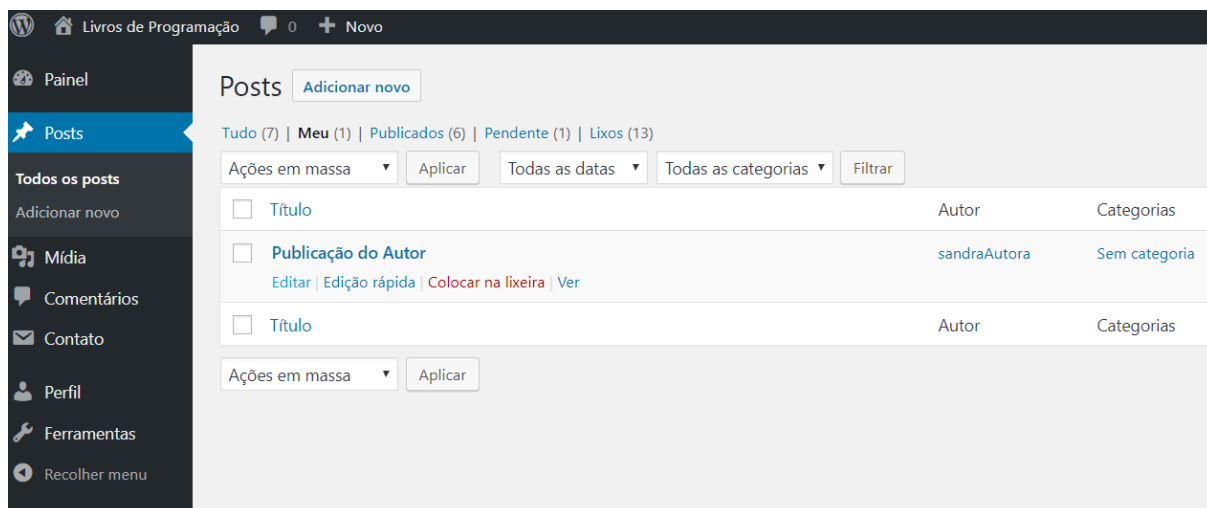 Livros de Programação 0 Novo
Painel
Posts
Todos os posts
Adicionar novo
Mídia
Comentários
Contato
Perfil
Ferramentas
Recolher menu
Posts Adicionar novo
Tudo (7) | Meu (1) | Publicados (6) | Pendente (1) | Lixos (13)
Ações em massa Aplicar Todas as datas Todas as categorias Filtrar
Título Autor Categorias
Publicação do Autor sandraAutora Sem categoria
Editar | Edição rápida | Colocar na lixeira | Ver
Título Autor Categorias
Ações em massa Aplicar